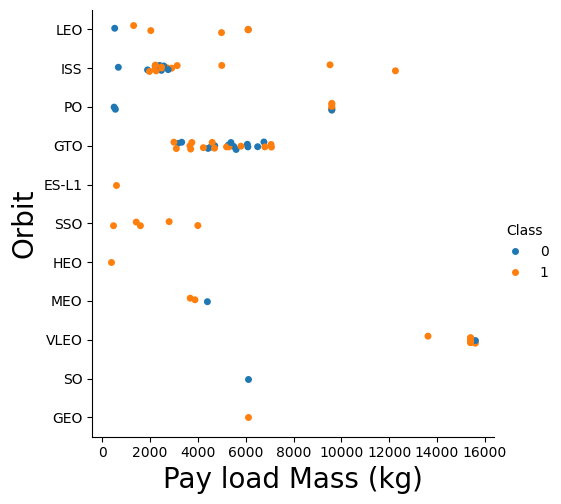 LEO
ISS
PO
GTO
ES-L1
SSO
HEO
MEO
VLEO
SO
GEO
Orbit
Class
0
1
0 2000 4000 6000 8000 10000 12000 14000 16000
Pay load Mass (kg)